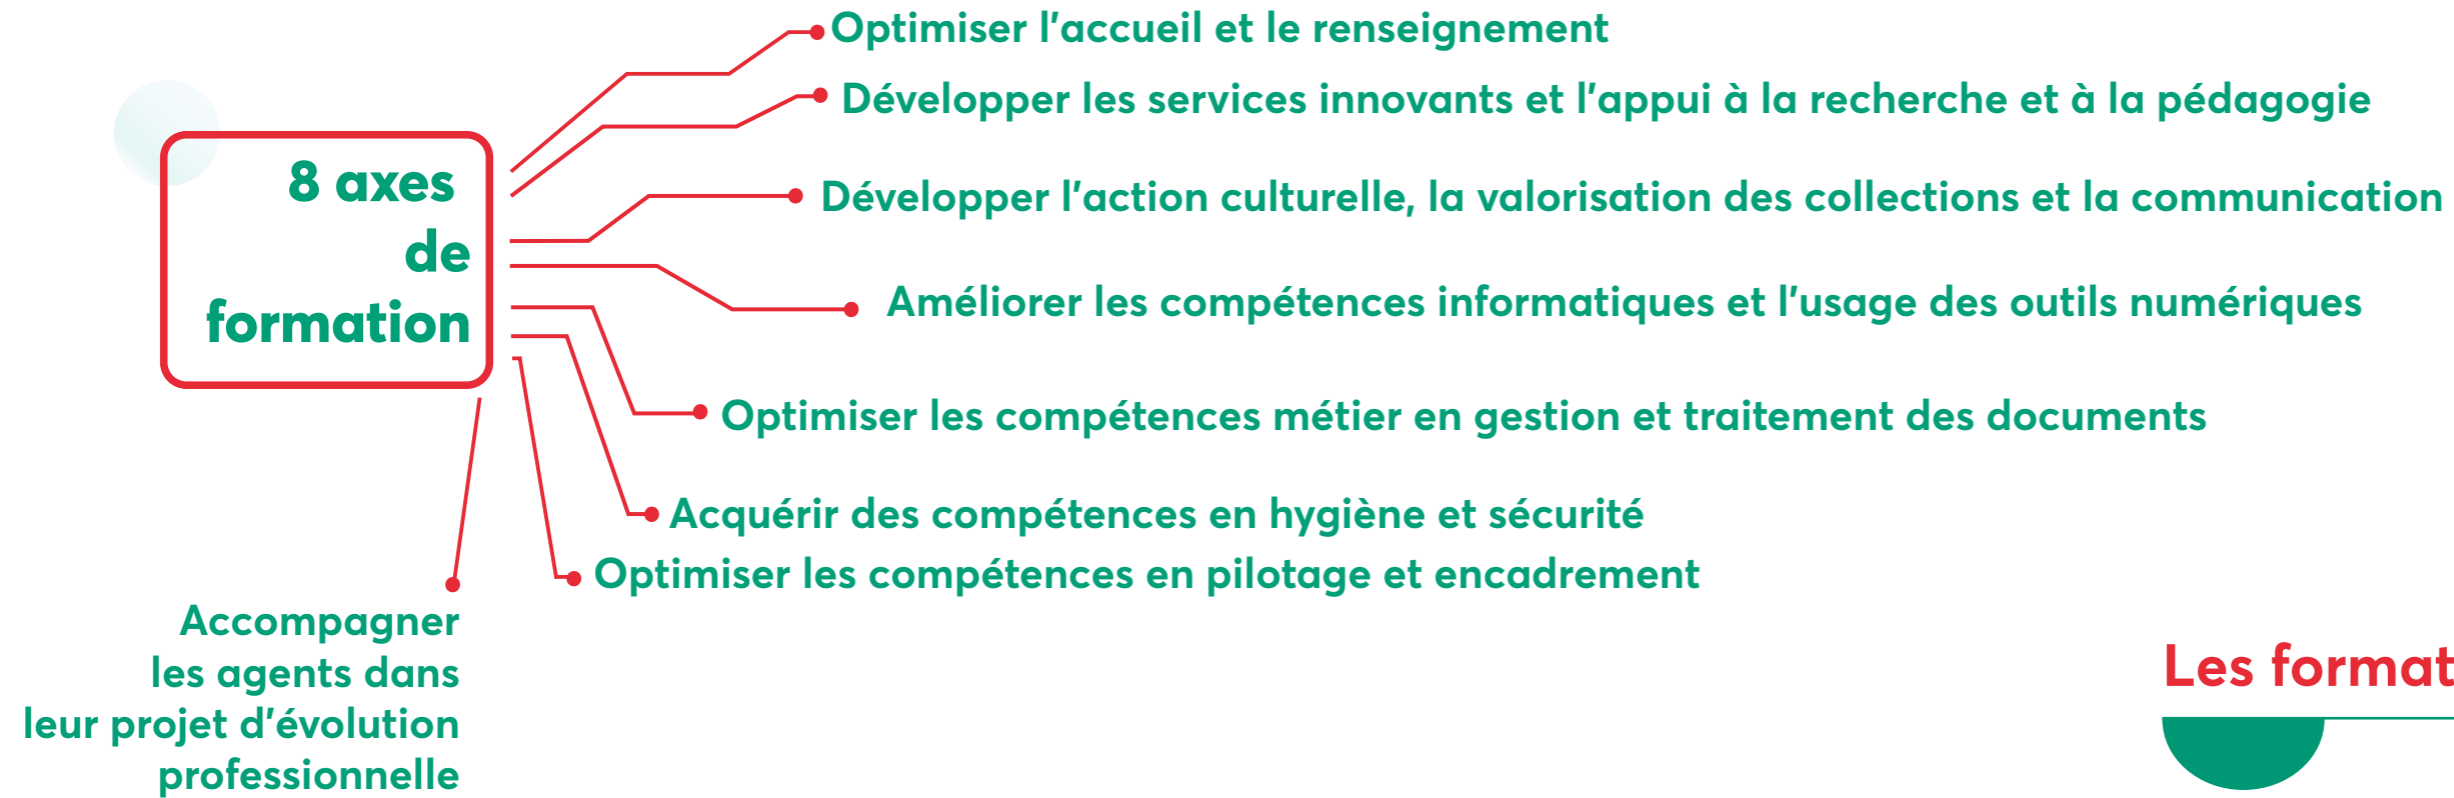 8 axes
de
formation
Optimiser l'accueil et le renseignement
Développer les services innovants et l'appui à la recherche et à la pédagogie
Développer l'action culturelle, la valorisation des collections et la communication
Améliorer les compétences informatiques et l'usage des outils numériques
Optimiser les compétences métier en gestion et traitement des documents
Acquérir des compétences en hygiène et sécurité
Optimiser les compétences en pilotage et encadrement
Accompagner
les agents dans
leur projet d'évolution
professionnelle
Les format